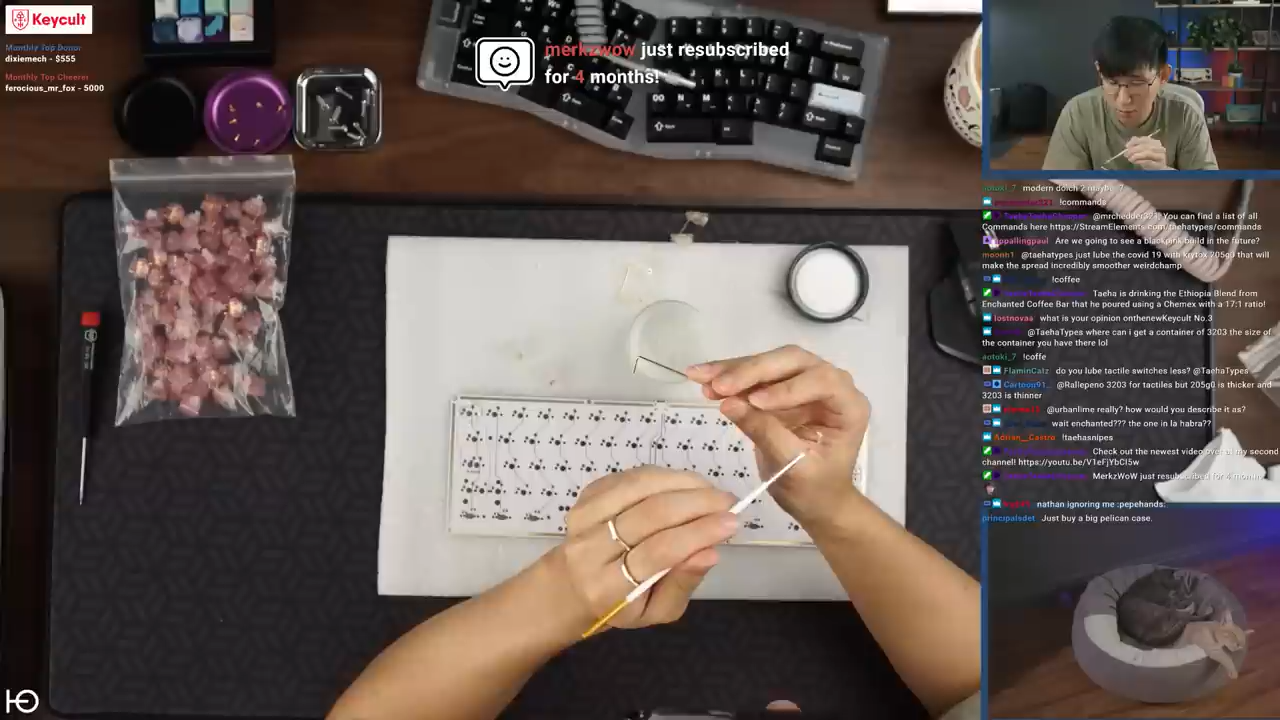 Keycult
Monthly Top Donor
dixiemech - $555
Monthly Top Cheerer
ferocious_mr_fox - 5000
merkzwow just resubscribed
for 4 months!
aotoki_7 modern dolch 2 maybe ?
!commands
TaehaTypes @mrchedder321, You can find a list of all
Commands here https://StreamElements.com/taehatypes/commands
appallingpaul Are we going to see a blackpink build in the future?
moonh1 @taehatypes just lube the covid 19 with krytox 205g0 that will
make the spread incredibly smoother weirdchamp
!coffee
Taeha is drinking the Ethiopia Blend from
Enchanted Coffee Bar that he poured using a Chemex with a 17:1 ratio!
lostnovaa what is your opinion onthenewKeycult No.3
@TaehaTypes where can i get a container of 3203 the size of
the container you have there lol
aotoki_7 !coffe
FlaminCalz do you lube tactile switches less? @TaehaTypes
Cartoon91 @Rallepeno 3203 for tactiles but 205g0 is thicker and
3203 is thinner
@urbanlime really? how would you describe it as?
wait enchanted??? the one in la habra??
Adrian__Castro !taehasnipes
Check out the newest video over at my second
channel! https://youtu.be/V1eFjYbCI5w
MerkzWoW just resubscribed for 4 months!
nathan ignoring me :pepehands:
principalsdet Just buy a big pelican case.